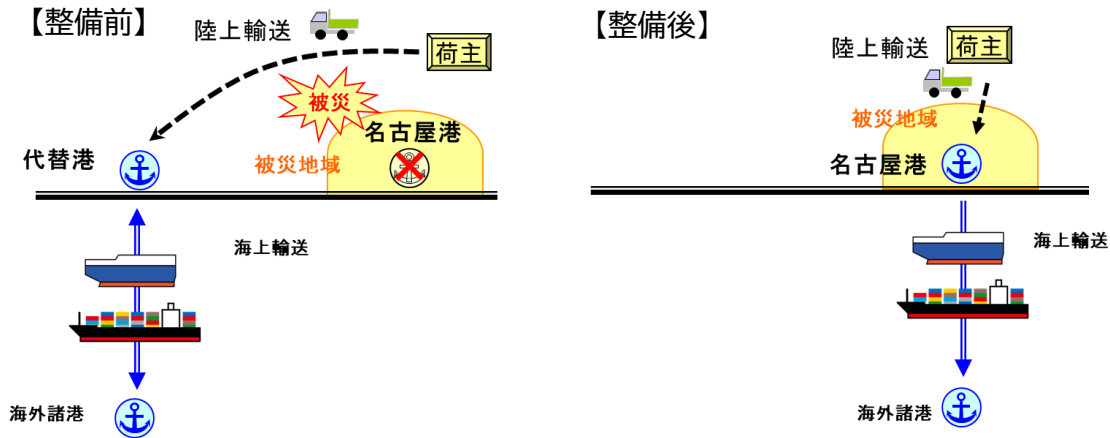 【整備前】
陸上輸送
荷主
被災
名古屋港
代替港
被災地域
海上輸送
海外諸港
【整備後】
陸上輸送
荷主
被災地域
名古屋港
海上輸送
海外諸港